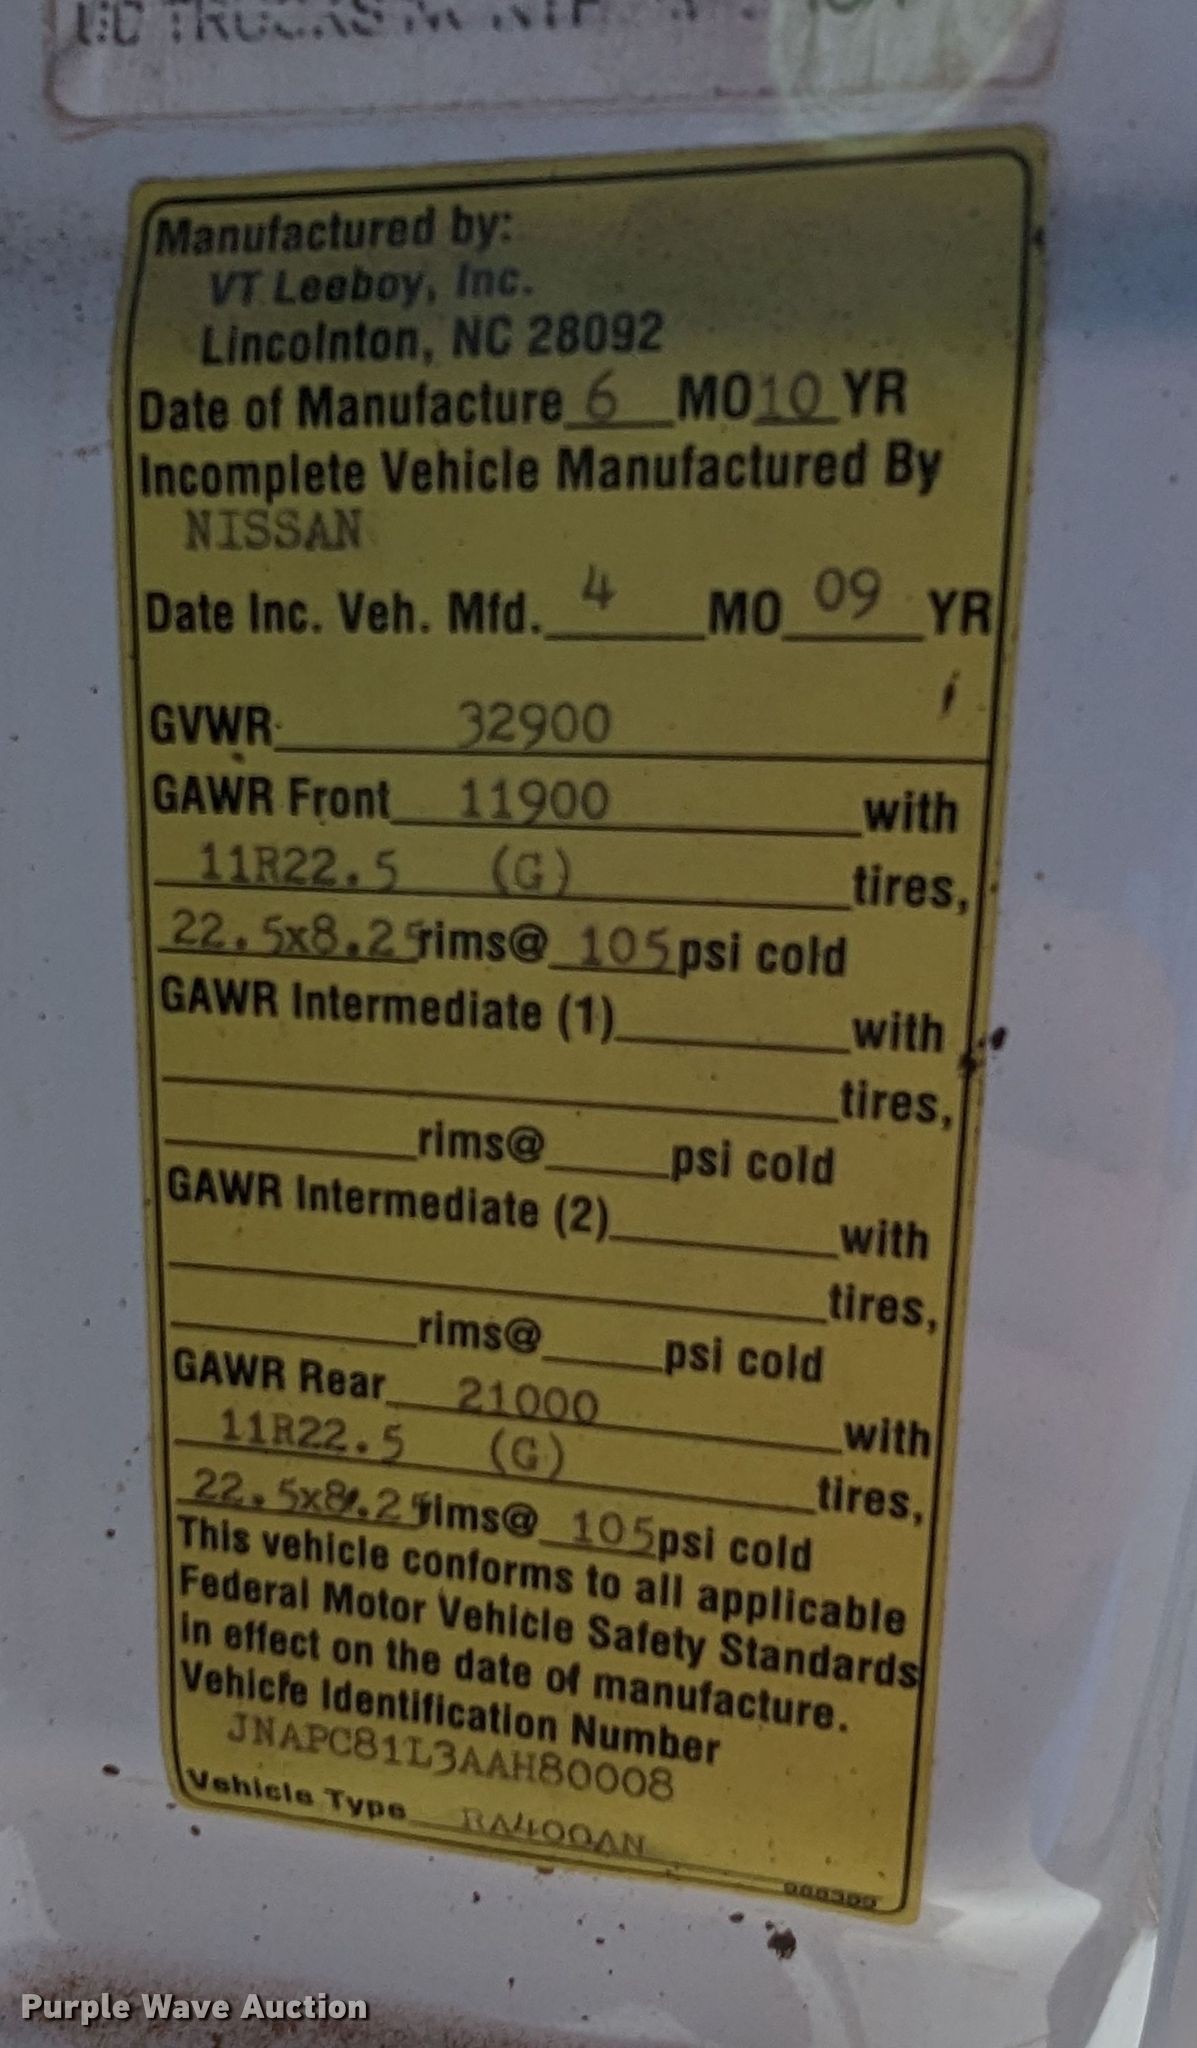 Manufactured by:
VT Leeboy, Inc.
Lincolnton, NC 28092
Date of Manufacture 6 MO 10 YR
Incomplete Vehicle Manufactured By
NISSAN
Date Inc. Veh. Mfd. 4 MO 09 YR
GVWR 32900
GAWR Front 11900 with
11R22.5 (G) tires,
22.5x8.25 rims@ 105 psi cold
GAWR Intermediate (1) with
tires,
rims@ psi cold
GAWR Intermediate (2) with
tires,
rims@ psi cold
GAWR Rear 21000 with
11R22.5 (G) tires,
22.5x8.25 rims@ 105 psi cold
This vehicle conforms to all applicable
Federal Motor Vehicle Safety Standards
in effect on the date of manufacture.
Vehicle Identification Number
JNAPC81L3AAH80008
Vehicle Type RA400AN
Purple Wave Auction